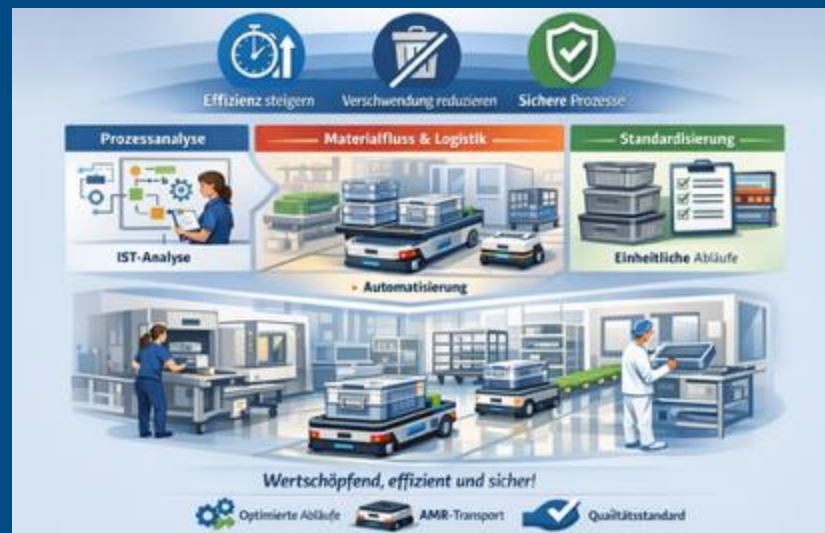 Effizienz steigern
Verschwendung reduzieren
Sichere Prozesse
Prozessanalyse
Materialfluss & Logistik
Standardisierung
IST-Analyse
Einheitliche Abläufe
▸ Automatisierung
Wertschöpfend, effizient und sicher!
Optimierte Abläufe
AMR-Transport
Qualitätsstandard